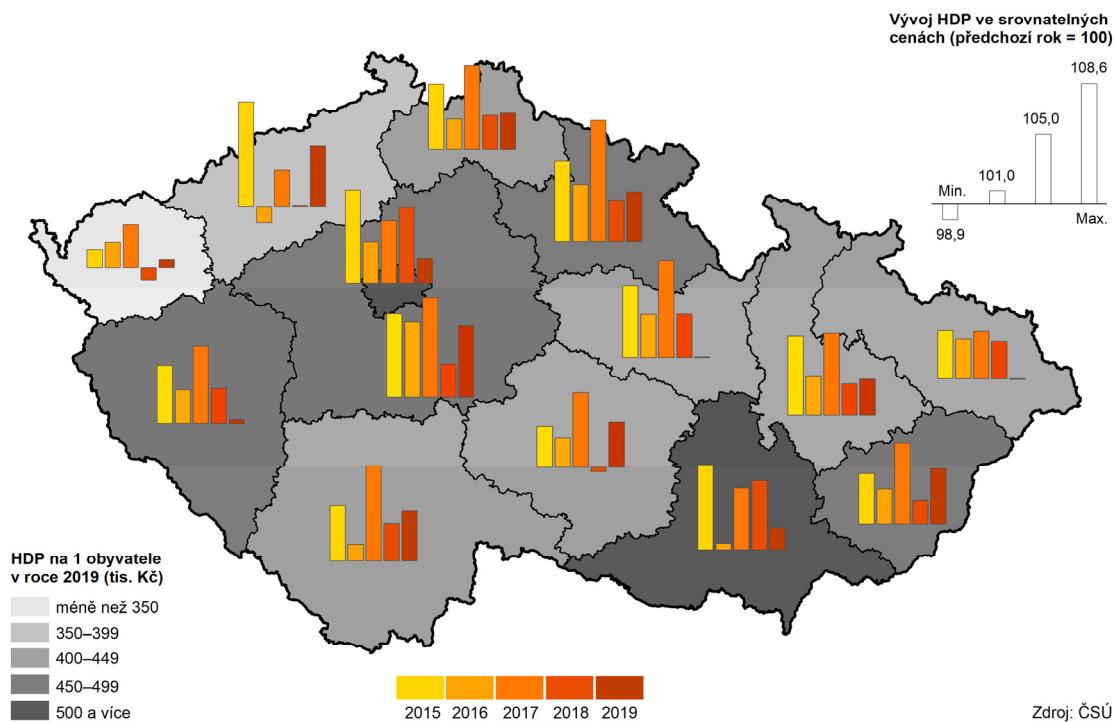 Vývoj HDP ve srovnatelných
cenách (předchozí rok = 100)
108,6
105,0
101,0
Min.
98,9
Max.
HDP na 1 obyvatele
v roce 2019 (tis. Kč)
méně než 350
350–399
400–449
450–499
500 a více
2015 2016 2017 2018 2019
Zdroj: ČSÚ